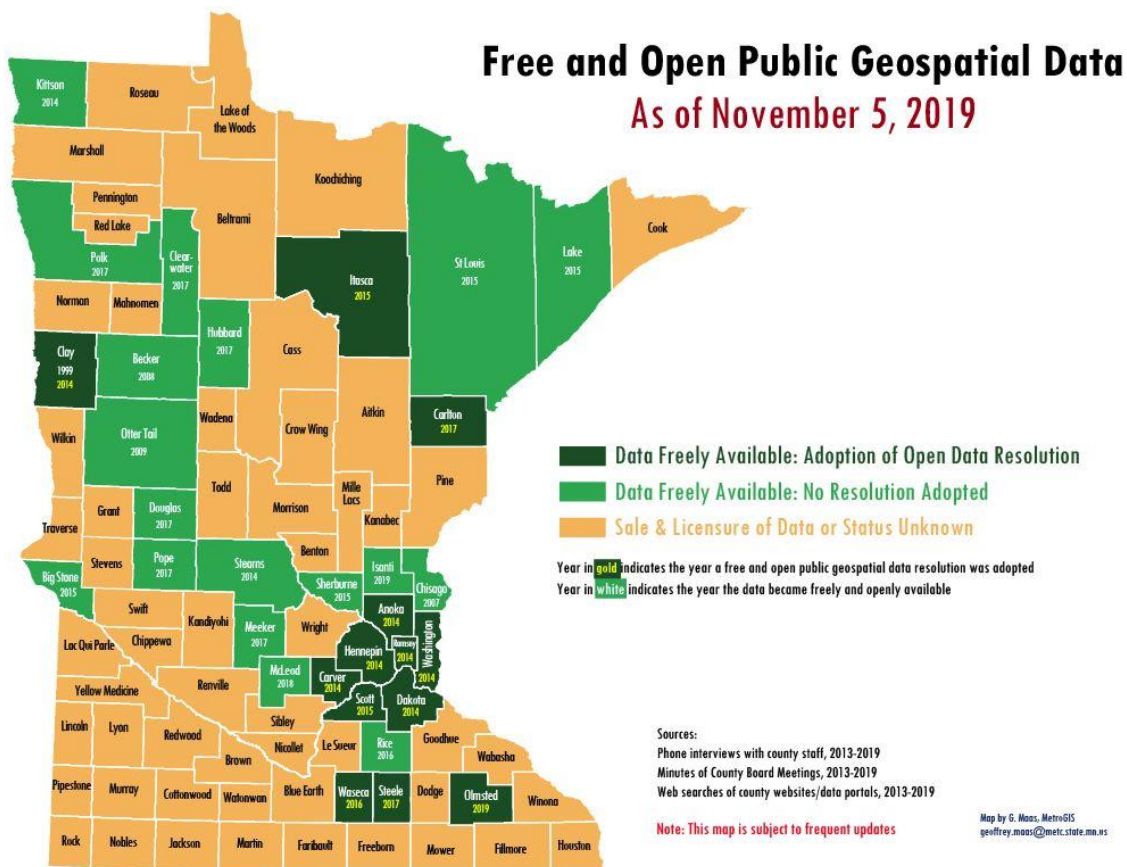 Free and Open Public Geospatial Data
As of November 5, 2019
Kittson
2014
Roseau
Lake of
the Woods
Marshall
Koochiching
Pennington
Red Lake
Beltrami
Cook
Polk
2017
Clear-
water
2017
Itasca
2015
St Louis
2015
Lake
2015
Norman
Mahnomen
Hubbard
2017
Cass
Clay
1999
2014
Becker
2008
Wadena
Crow Wing
Aitkin
Carlton
2017
Wilkin
Otter Tail
2009
Data Freely Available: Adoption of Open Data Resolution
Data Freely Available: No Resolution Adopted
Sale & Licensure of Data or Status Unknown
Year in gold indicates the year a free and open public geospatial data resolution was adopted
Year in white indicates the year the data became freely and openly available
Todd
Morrison
Mille
Lacs
Kanabec
Pine
Grant
Douglas
2017
Traverse
Stevens
Pope
2017
Stearns
2014
Benton
Isanti
2019
Big Stone
2015
Sherburne
2015
Chisago
2007
Swift
Kandiyohi
Meeker
2017
Wright
Anoka
2014
Lac Qui Parle
Chippewa
Hennepin
2014
Ramsey
2014
Washington
2014
McLeod
2018
Carver
2014
Yellow Medicine
Renville
Scott
2015
Dakota
2014
Sibley
Lincoln
Lyon
Redwood
Nicollet
Le Sueur
Rice
2016
Goodhue
Wabasha
Brown
Pipestone
Murray
Cottonwood
Watonwan
Blue Earth
Waseca
2016
Steele
2017
Dodge
Olmsted
2019
Winona
Rock
Nobles
Jackson
Martin
Faribault
Freeborn
Mower
Fillmore
Houston
Sources:
Phone interviews with county staff, 2013-2019
Minutes of County Board Meetings, 2013-2019
Web searches of county websites/data portals, 2013-2019
Note: This map is subject to frequent updates
Map by G. Maas, MetroGIS
geoffrey.maas@metc.state.mn.us